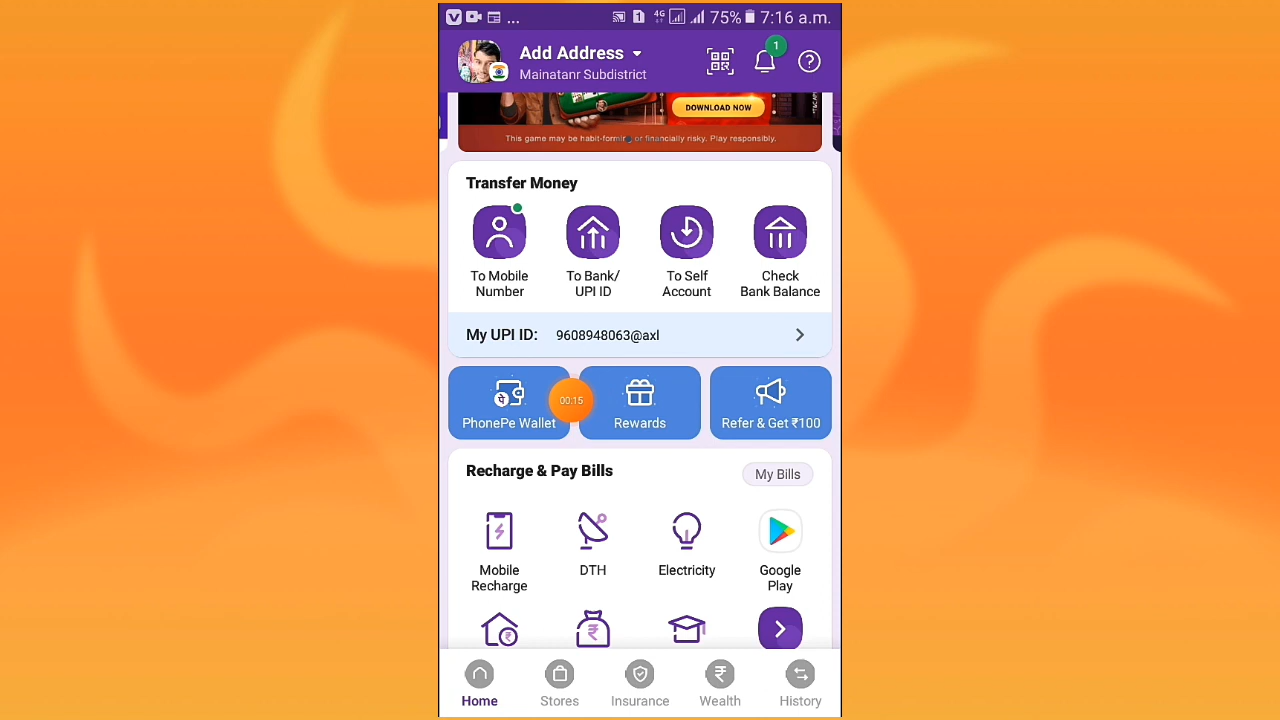 ... 1 4G 75% 7:16 a.m.
Add Address
Mainatanr Subdistrict
1
DOWNLOAD NOW
This game may be habit-forming or financially risky. Play responsibly.
Transfer Money
To Mobile
Number
To Bank/
UPI ID
To Self
Account
Check
Bank Balance
My UPI ID: 9608948063@axl
पे
PhonePe Wallet
00:15
Rewards
Refer & Get ₹100
Recharge & Pay Bills
My Bills
Mobile
Recharge
DTH
Electricity
Google
Play
₹
₹
₹
Home
Stores
Insurance
Wealth
History